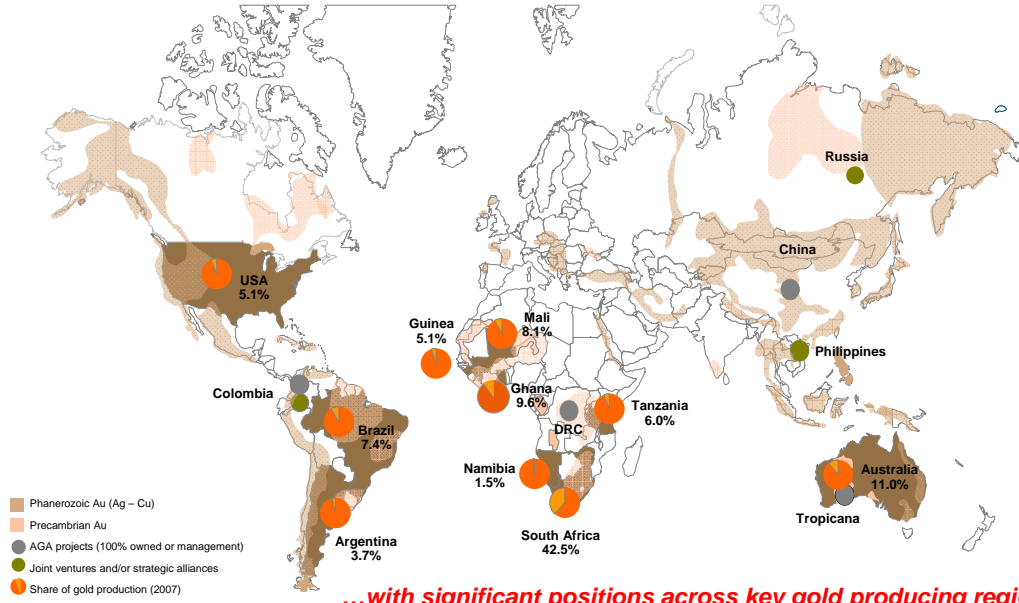 Russia
China
USA
5.1%
Guinea
5.1%
Mali
8.1%
Philippines
Colombia
Ghana
9.6%
Tanzania
6.0%
DRC
Brazil
7.4%
Namibia
1.5%
Australia
11.0%
Tropicana
South Africa
42.5%
Argentina
3.7%
Phanerozoic Au (Ag – Cu)
Precambrian Au
AGA projects (100% owned or management)
Joint ventures and/or strategic alliances
Share of gold production (2007)
...with significant positions across key gold producing regi